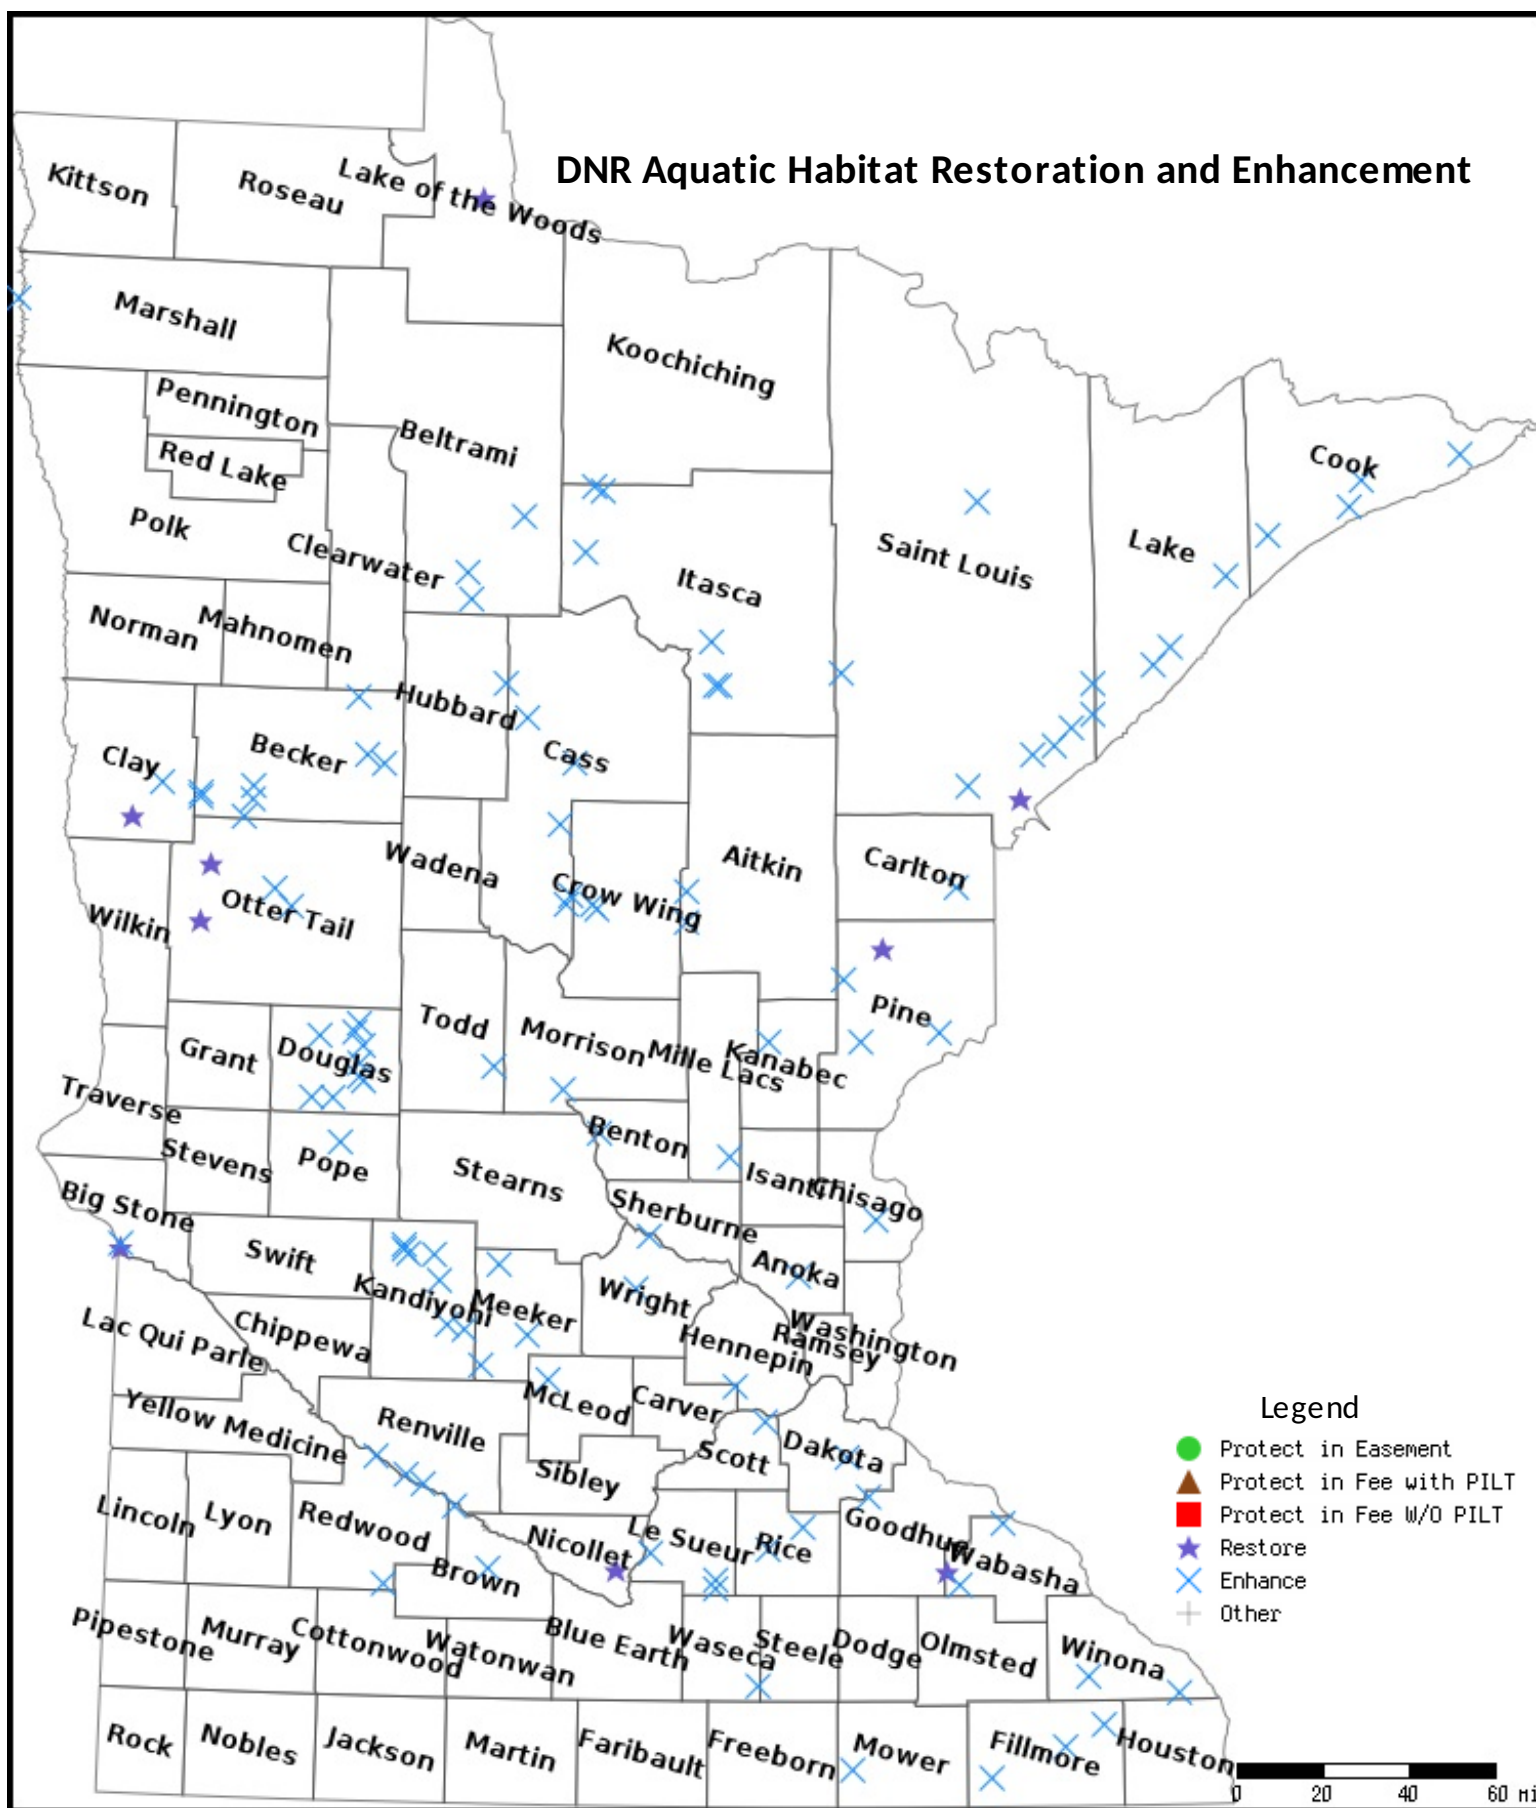 DNR Aquatic Habitat Restoration and Enhancement
Kittson
Roseau
Lake of the Woods
Marshall
Koochiching
Pennington
Beltrami
Red Lake
Cook
Polk
Clearwater
Itasca
Saint Louis
Lake
Norman
Mahnomen
Hubbard
Clay
Becker
Cass
Wadena
Aitkin
Carlton
Crow Wing
Otter Tail
Wilkin
Todd
Morrison
Pine
Grant
Douglas
Mille Lacs
Kanabec
Traverse
Benton
Stevens
Pope
Stearns
Isanti
Chisago
Big Stone
Sherburne
Swift
Anoka
Kandiyohi
Meeker
Wright
Lac Qui Parle
Chippewa
Hennepin
Ramsey
Washington
McLeod
Carver
Yellow Medicine
Renville
Scott
Dakota
Sibley
Lincoln
Lyon
Redwood
Nicollet
Le Sueur
Rice
Goodhue
Wabasha
Brown
Pipestone
Murray
Cottonwood
Watonwan
Blue Earth
Waseca
Steele
Dodge
Olmsted
Winona
Rock
Nobles
Jackson
Martin
Faribault
Freeborn
Mower
Fillmore
Houston
Legend
Protect in Easement
Protect in Fee with PILT
Protect in Fee W/O PILT
Restore
Enhance
Other
0 20 40 60 Mi